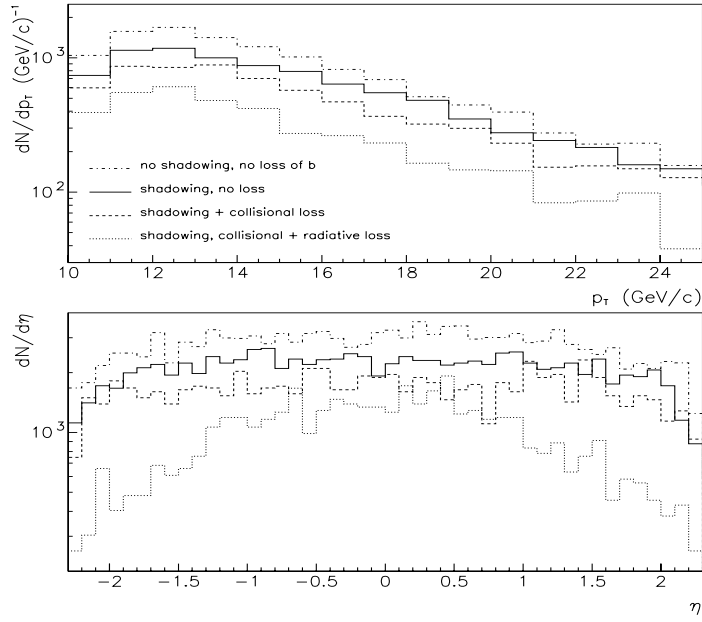 dN/dp_T (GeV/c)^-1
10^3
10^2
no shadowing, no loss of b
shadowing, no loss
shadowing + collisional loss
shadowing, collisional + radiative loss
10 12 14 16 18 20 22 24
p_T (GeV/c)
dN/dη
10^3
−2 −1.5 −1 −0.5 0 0.5 1 1.5 2
η